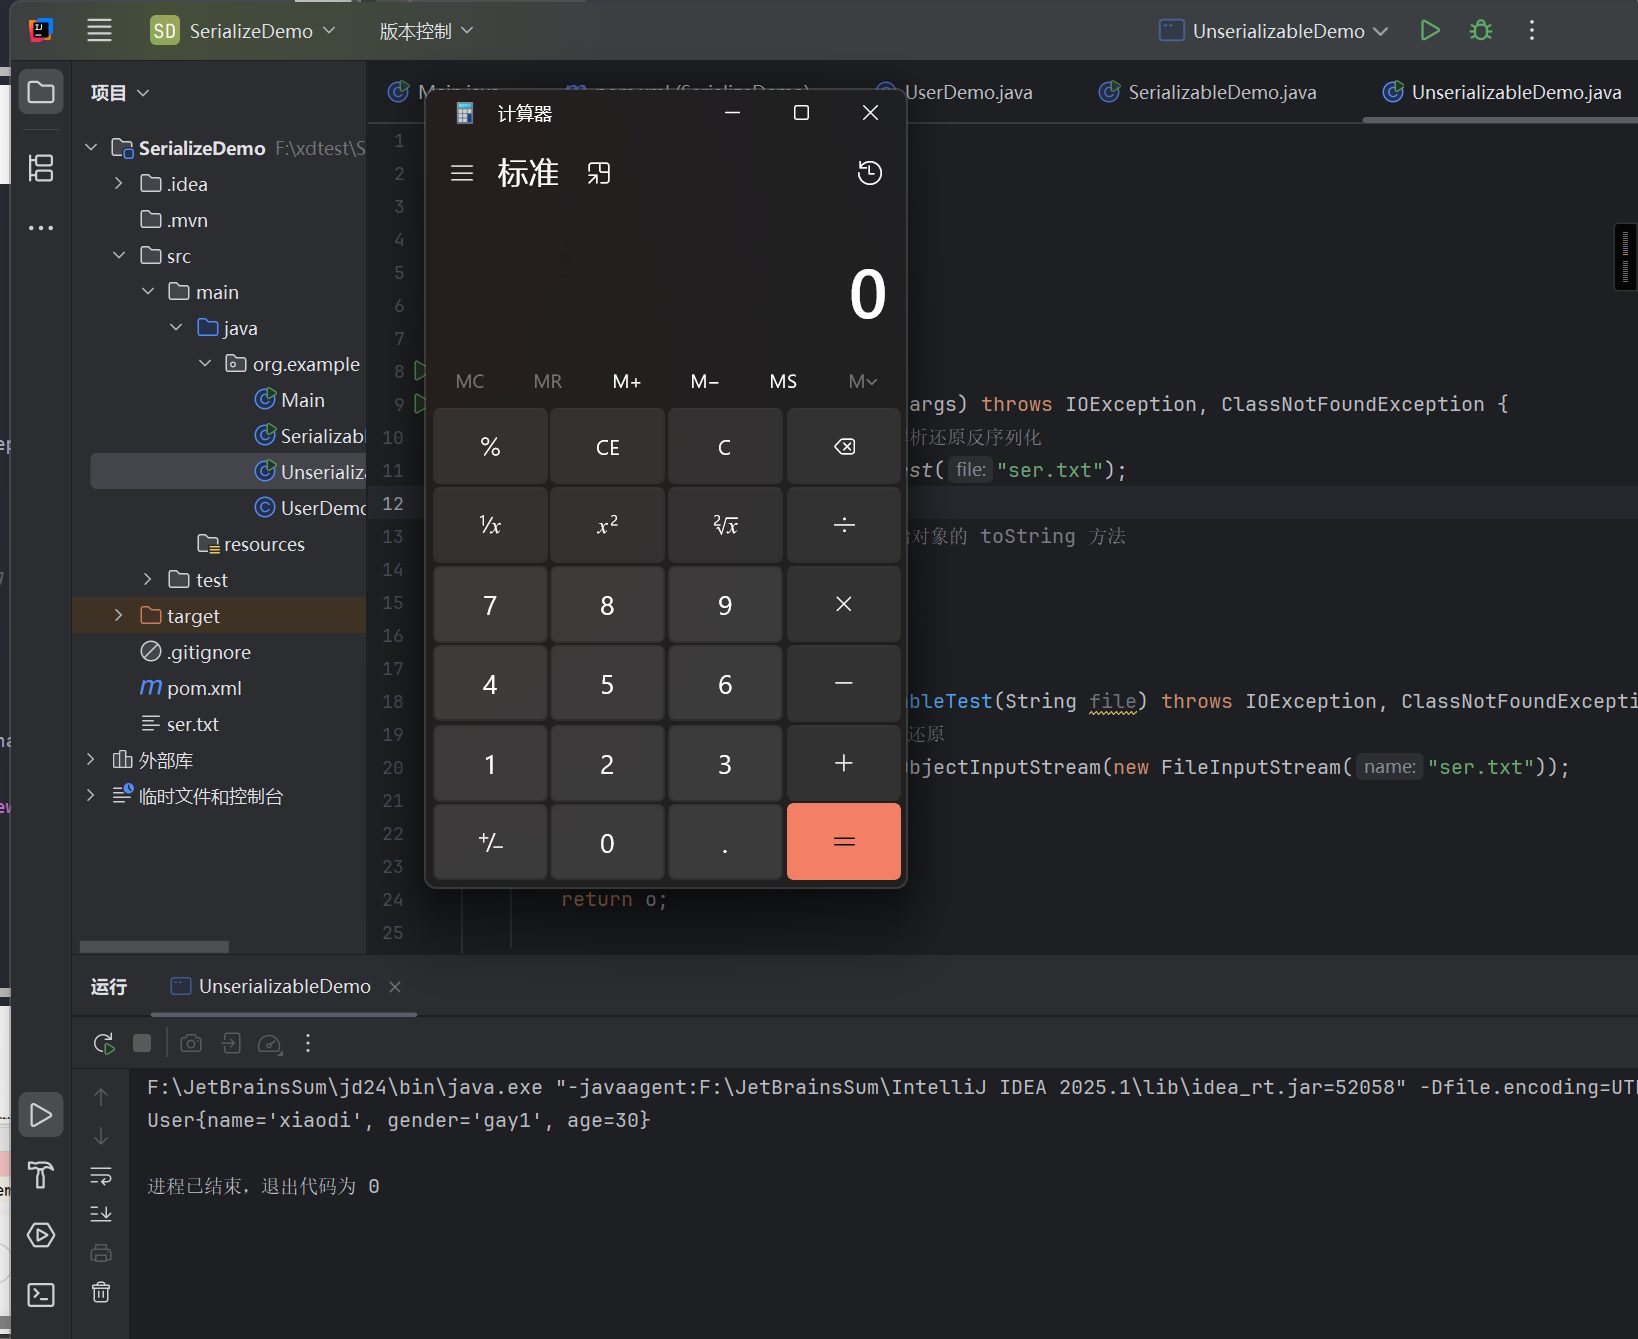 SD SerializeDemo 版本控制 UnserializableDemo
项目
UserDemo.java SerializableDemo.java UnserializableDemo.java
SerializeDemo F:\xdtest\S
.idea
.mvn
src
main
java
org.example
Main
Serializab
Unserializa
UserDemo
resources
test
target
.gitignore
pom.xml
ser.txt
外部库
临时文件和控制台
计算器
标准
0
MC MR M+ M− MS M
% CE C
¹/x x² ²√x ÷
7 8 9 ×
4 5 6 −
1 2 3 +
+/− 0 . =
1
2
3
4
5
6
7
8
9 args) throws IOException, ClassNotFoundException {
10 析还原反序列化
11 st( file: "ser.txt");
12
13 对象的 toString 方法
14
15
16
17
18 bleTest(String file) throws IOException, ClassNotFoundExcepti
19 还原
20 bjectInputStream(new FileInputStream( name: "ser.txt"));
21
22
23
24 return o;
25
运行 UnserializableDemo
F:\JetBrainsSum\jd24\bin\java.exe "-javaagent:F:\JetBrainsSum\IntelliJ IDEA 2025.1\lib\idea_rt.jar=52058" -Dfile.encoding=UT
User{name='xiaodi', gender='gay1', age=30}
进程已结束，退出代码为 0